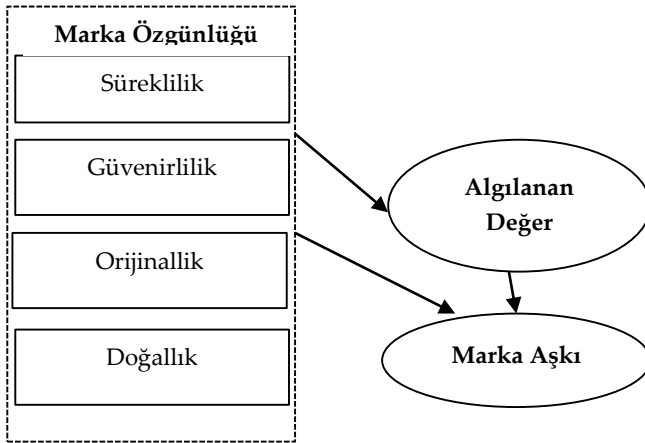 Marka Özgünlüğü
Süreklilik
Güvenirlilik
Orijinallik
Doğallık
Algılanan
Değer
Marka Aşkı